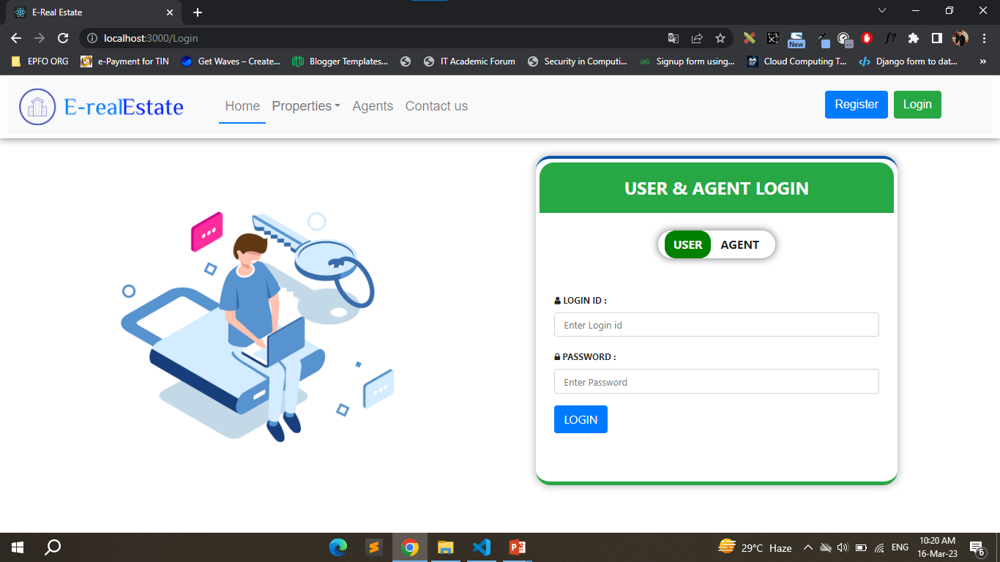 E-Real Estate
localhost:3000/Login
New
EPFO ORG
e-Payment for TIN
Get Waves – Create...
Blogger Templates...
IT Academic Forum
Security in Computi...
Signup form using...
Cloud Computing T...
Django form to dat...
»
E-realEstate
Home
Properties
Agents
Contact us
Register
Login
USER & AGENT LOGIN
USER
AGENT
LOGIN ID :
Enter Login id
PASSWORD :
Enter Password
LOGIN
29°C Haze
ENG
10:20 AM
16-Mar-23
6